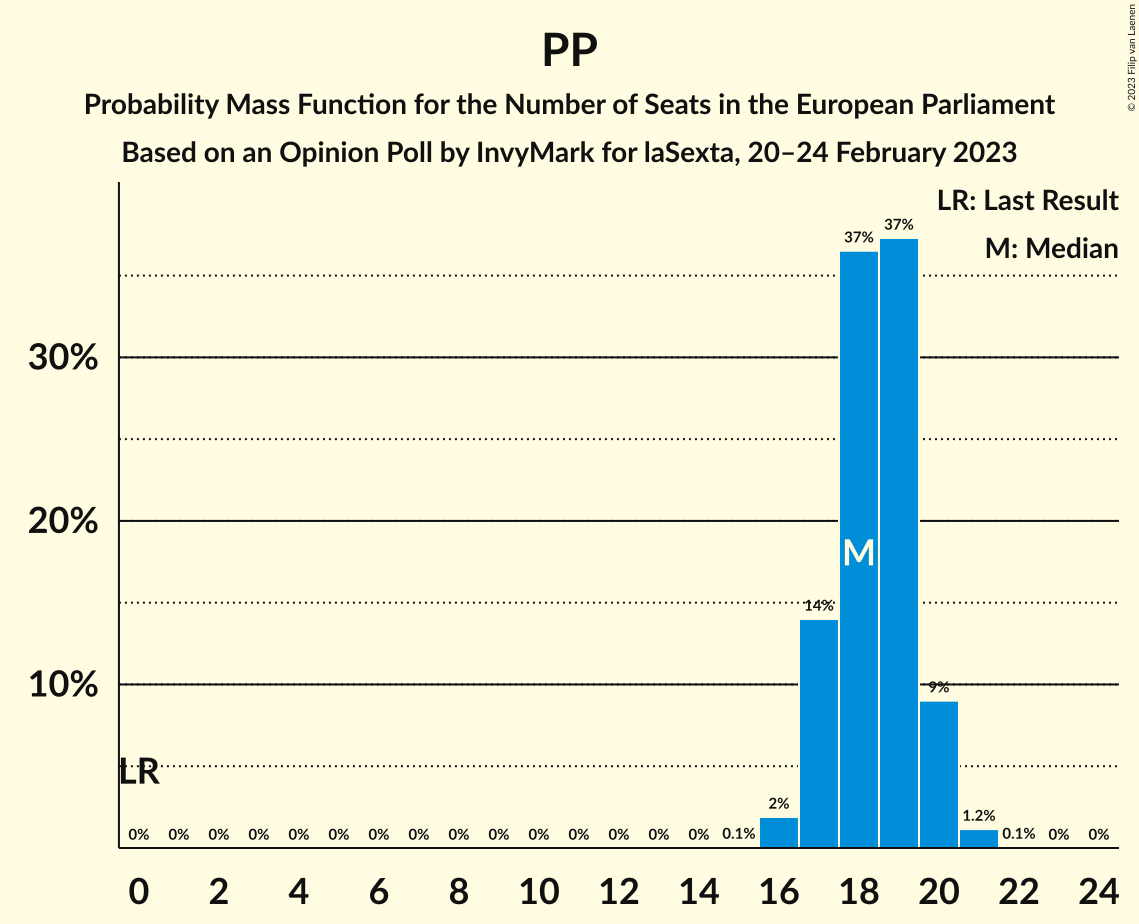 PP
Probability Mass Function for the Number of Seats in the European Parliament
Based on an Opinion Poll by InvyMark for laSexta, 20–24 February 2023
© 2023 Filip van Laenen
LR: Last Result
M: Median
37% 37%
30%
20%
M
14%
10%
9%
LR
2% 1.2%
0% 0% 0% 0% 0% 0% 0% 0% 0% 0% 0% 0% 0% 0% 0% 0.1% 0.1% 0% 0%
0 2 4 6 8 10 12 14 16 18 20 22 24